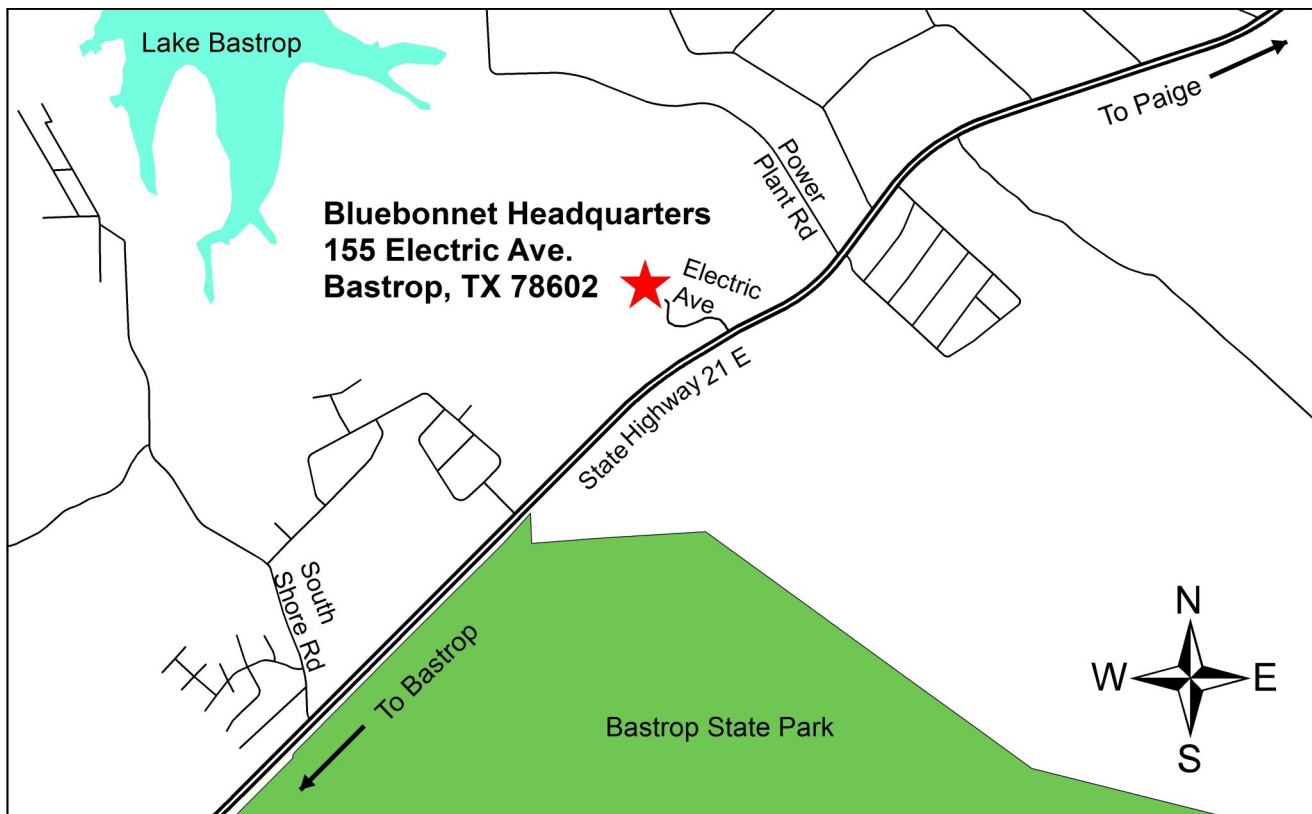 Lake Bastrop
To Paige
Power
Plant Rd
Bluebonnet Headquarters
155 Electric Ave.
Bastrop, TX 78602
Electric
Ave
State Highway 21 E
South
Shore Rd
To Bastrop
Bastrop State Park
N
W
E
S